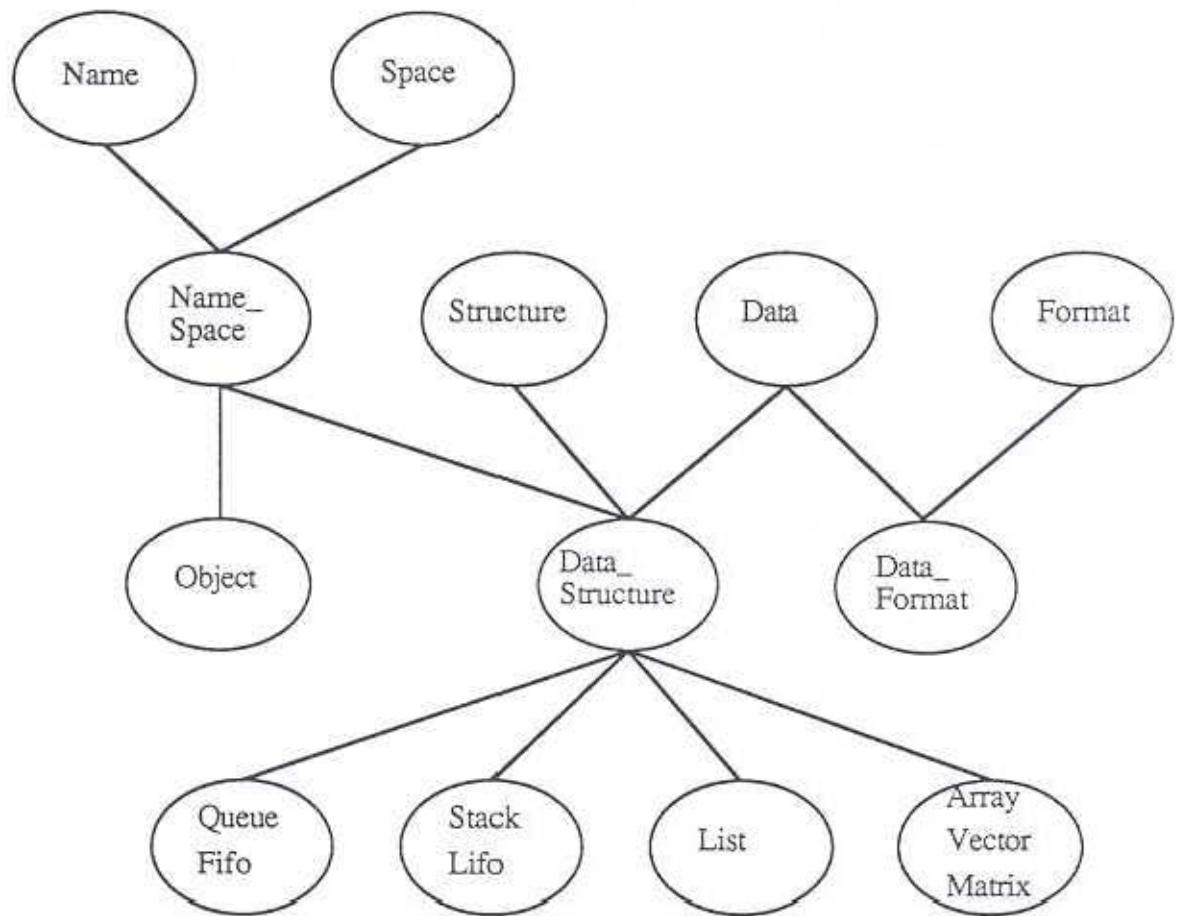 Name
Space
Name_
Space
Structure
Data
Format
Object
Data_
Structure
Data_
Format
Queue
Fifo
Stack
Lifo
List
Array
Vector
Matrix